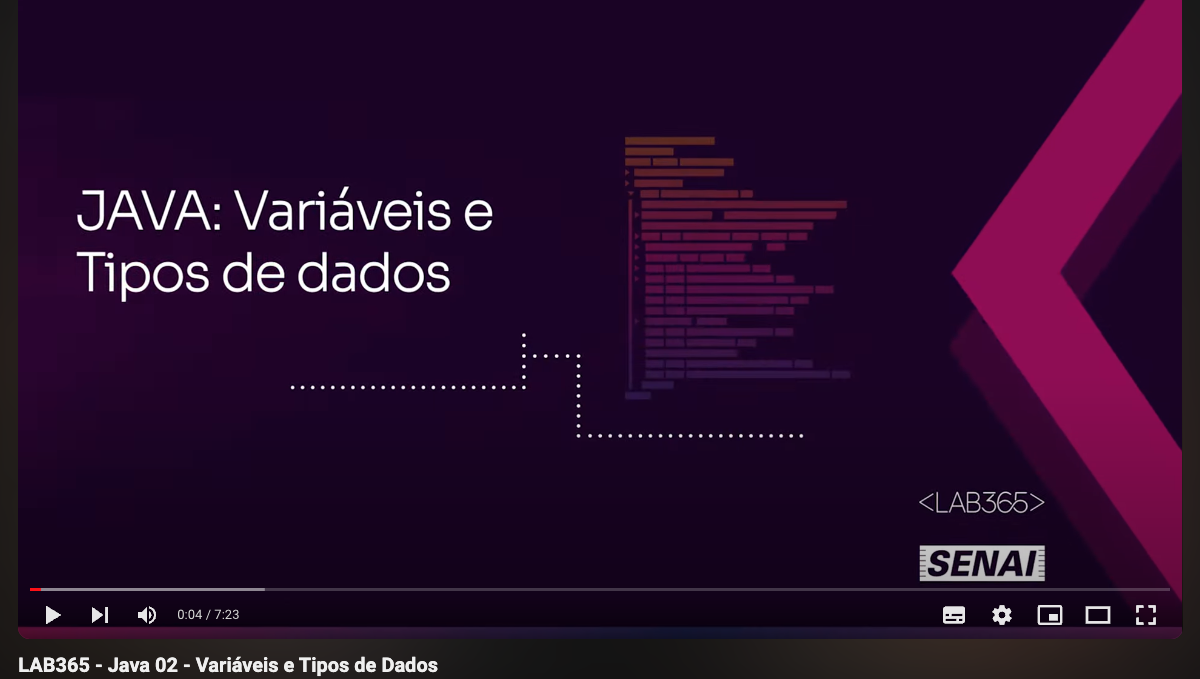 JAVA: Variáveis e
Tipos de dados
<LAB365>
SENAI
0:04 / 7:23
LAB365 - Java 02 - Variáveis e Tipos de Dados